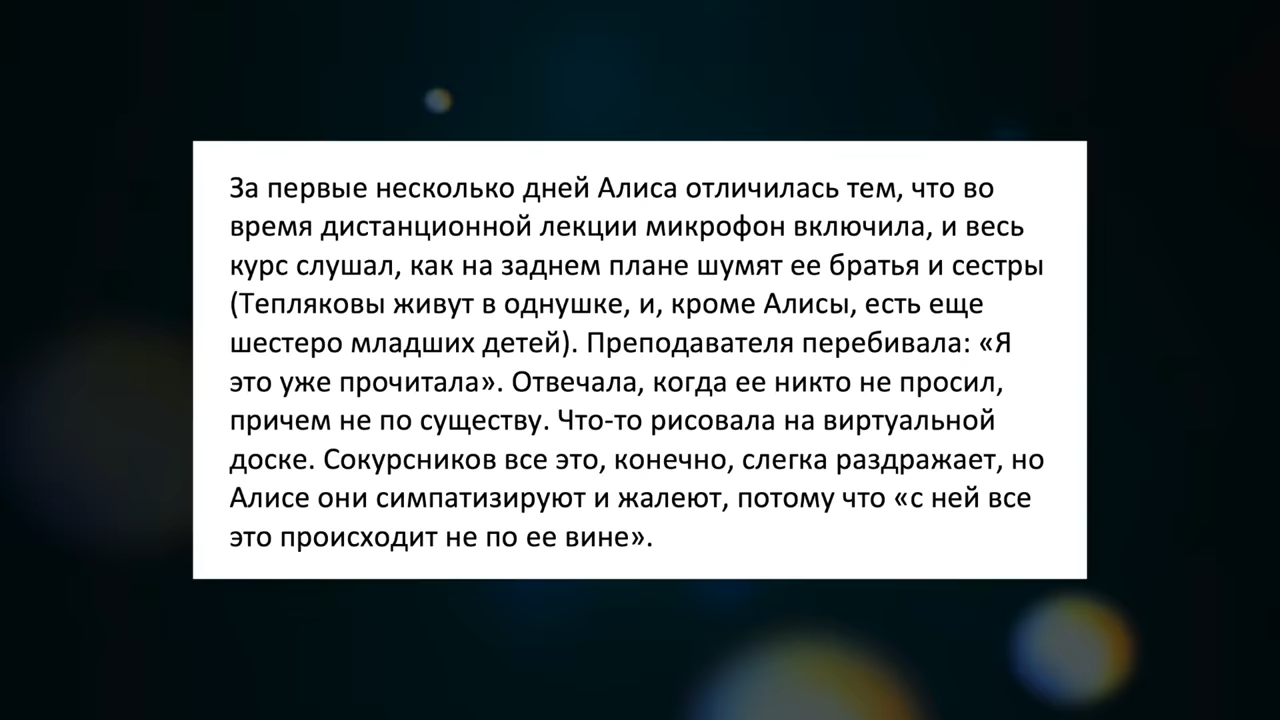 За первые несколько дней Алиса отличилась тем, что во
время дистанционной лекции микрофон включила, и весь
курс слушал, как на заднем плане шумят ее братья и сестры
(Тепляковы живут в однушке, и, кроме Алисы, есть еще
шестеро младших детей). Преподавателя перебивала: «Я
это уже прочитала». Отвечала, когда ее никто не просил,
причем не по существу. Что-то рисовала на виртуальной
доске. Сокурсников все это, конечно, слегка раздражает, но
Алисе они симпатизируют и жалеют, потому что «с ней все
это происходит не по ее вине».